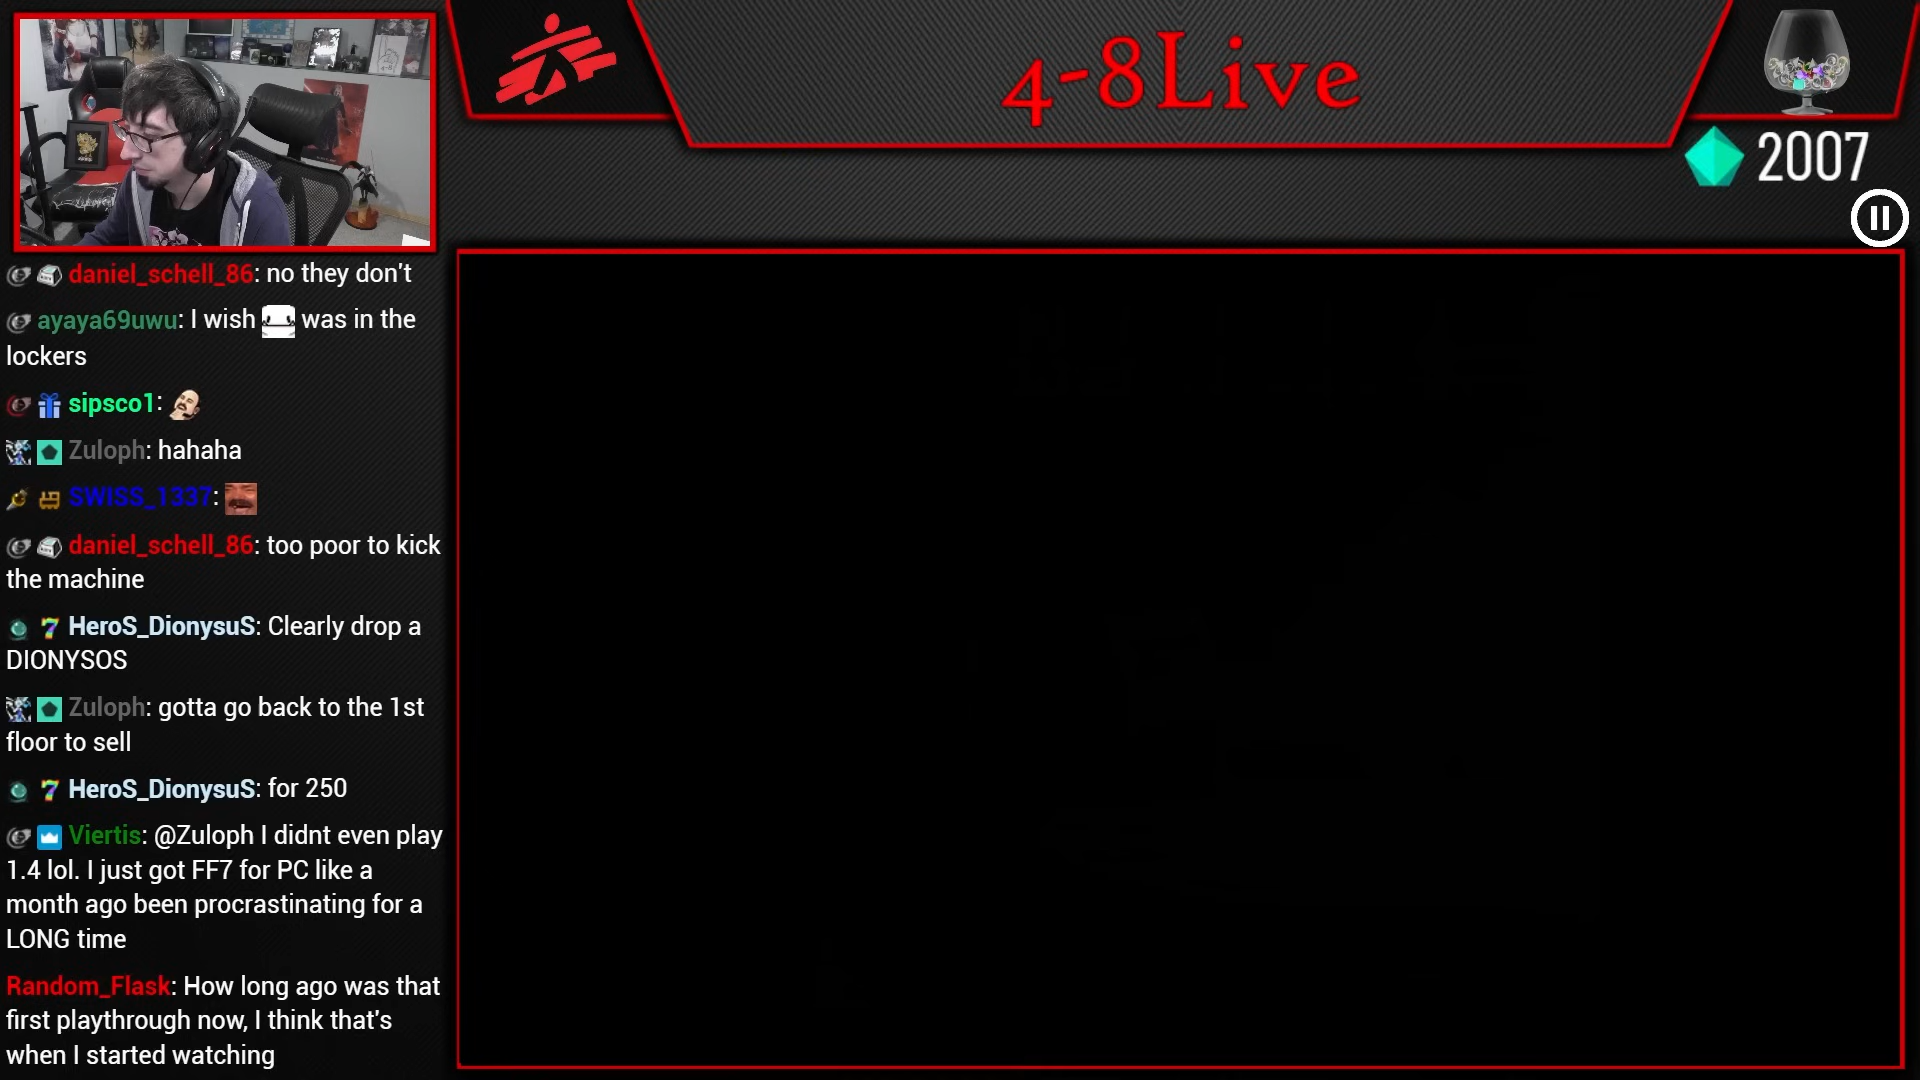 4-8Live
2007
daniel_schell_86: no they don't
ayaya69uwu: I wish was in the
lockers
sipsco1:
Zuloph: hahaha
SWISS_1337:
daniel_schell_86: too poor to kick
the machine
HeroS_DionysuS: Clearly drop a
DIONYSOS
Zuloph: gotta go back to the 1st
floor to sell
HeroS_DionysuS: for 250
Viertis: @Zuloph I didnt even play
1.4 lol. I just got FF7 for PC like a
month ago been procrastinating for a
LONG time
Random_Flask: How long ago was that
first playthrough now, I think that's
when I started watching